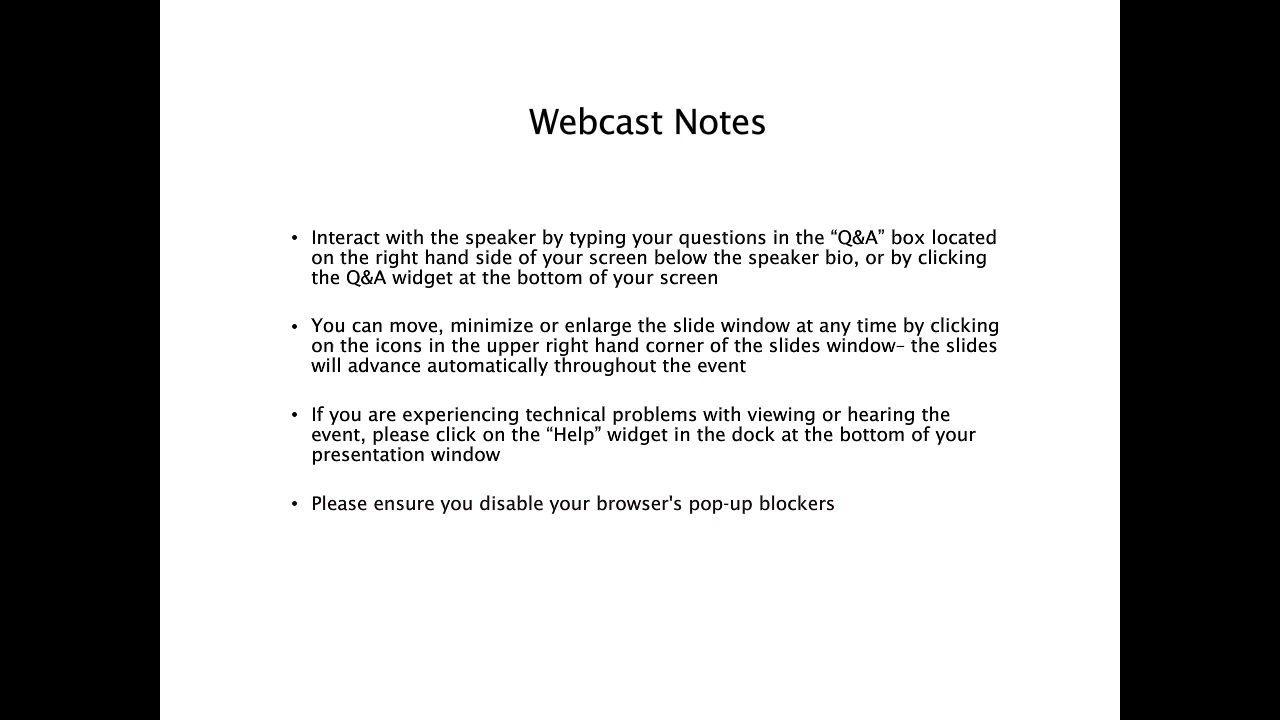 Webcast Notes
• Interact with the speaker by typing your questions in the “Q&A” box located
on the right hand side of your screen below the speaker bio, or by clicking
the Q&A widget at the bottom of your screen
• You can move, minimize or enlarge the slide window at any time by clicking
on the icons in the upper right hand corner of the slides window– the slides
will advance automatically throughout the event
• If you are experiencing technical problems with viewing or hearing the
event, please click on the “Help” widget in the dock at the bottom of your
presentation window
• Please ensure you disable your browser's pop-up blockers